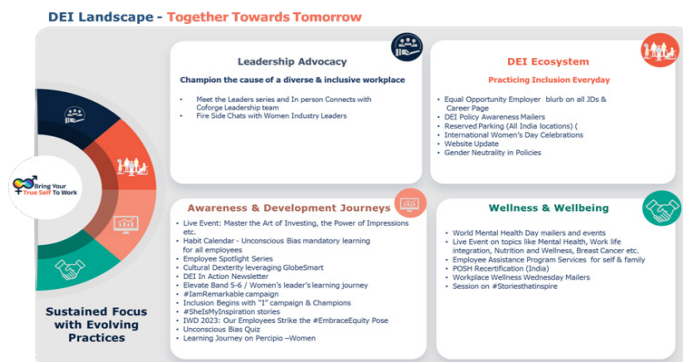 DEI Landscape - Together Towards Tomorrow
Leadership Advocacy
Champion the cause of a diverse & inclusive workplace
• Meet the Leaders series and In person Connects with
Coforge Leadership team
• Fire Side Chats with Women Industry Leaders
DEI Ecosystem
Practicing Inclusion Everyday
• Equal Opportunity Employer blurb on all JDs &
Career Page
• DEI Policy Awareness Mailers
• Reserved Parking (All India locations) (
• International Women's Day Celebrations
• Website Update
• Gender Neutrality in Policies
Bring Your
True Self To Work
Awareness & Development Journeys
• Live Event: Master the Art of Investing, the Power of Impressions
etc.
• Habit Calendar - Unconscious Bias mandatory learning
for all employees
• Employee Spotlight Series
• Cultural Dexterity leveraging GlobeSmart
• DEI In Action Newsletter
• Elevate Band 5-6 / Women's leader's learning journey
• #IamRemarkable campaign
• Inclusion Begins with "I" campaign & Champions
• #SheIsMyInspiration stories
• IWD 2023: Our Employees Strike the #EmbraceEquity Pose
• Unconscious Bias Quiz
• Learning Journey on Percipio –Women
Wellness & Wellbeing
• World Mental Health Day mailers and events
• Live Event on topics like Mental Health, Work life
integration, Nutrition and Wellness, Breast Cancer etc.
• Employee Assistance Program Services for self & family
• POSH Recertification (India)
• Workplace Wellness Wednesday Mailers
• Session on #Storiesthatinspire
Sustained Focus
with Evolving
Practices